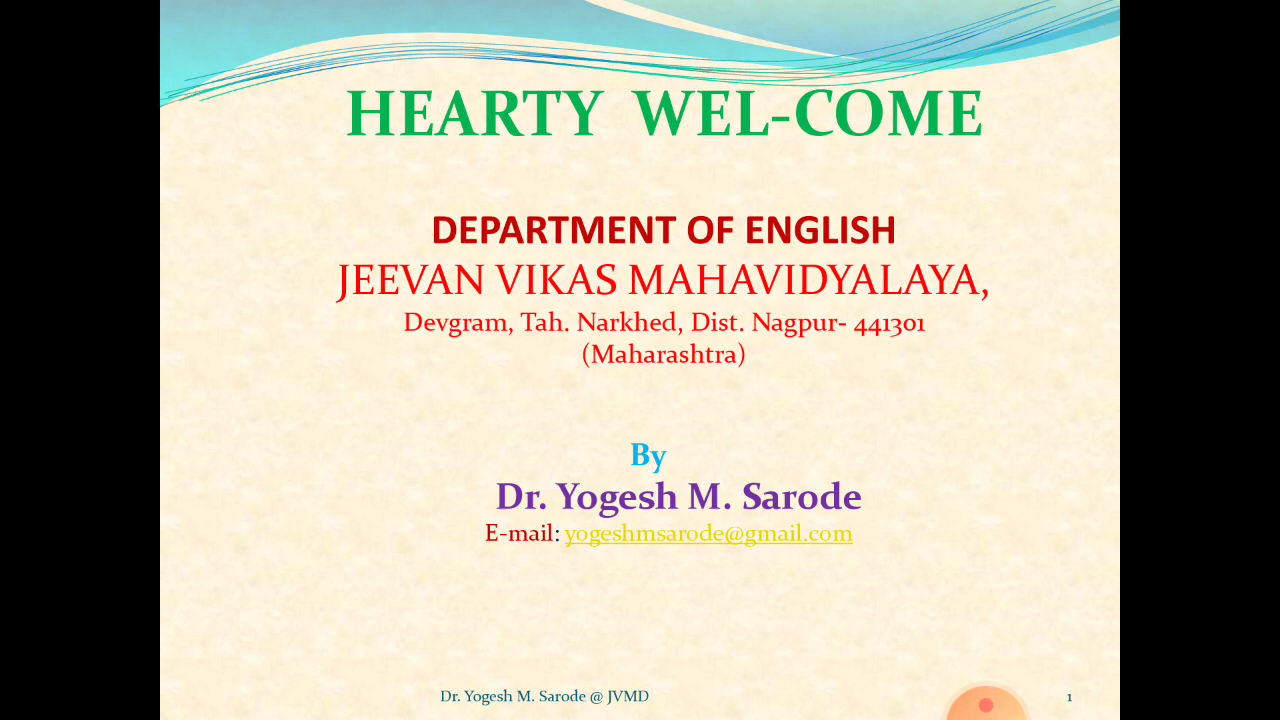 HEARTY WEL-COME
DEPARTMENT OF ENGLISH
JEEVAN VIKAS MAHAVIDYALAYA,
Devgram, Tah. Narkhed, Dist. Nagpur- 441301
(Maharashtra)
By
Dr. Yogesh M. Sarode
E-mail: yogeshmsarode@gmail.com
Dr. Yogesh M. Sarode @ JVMD
1